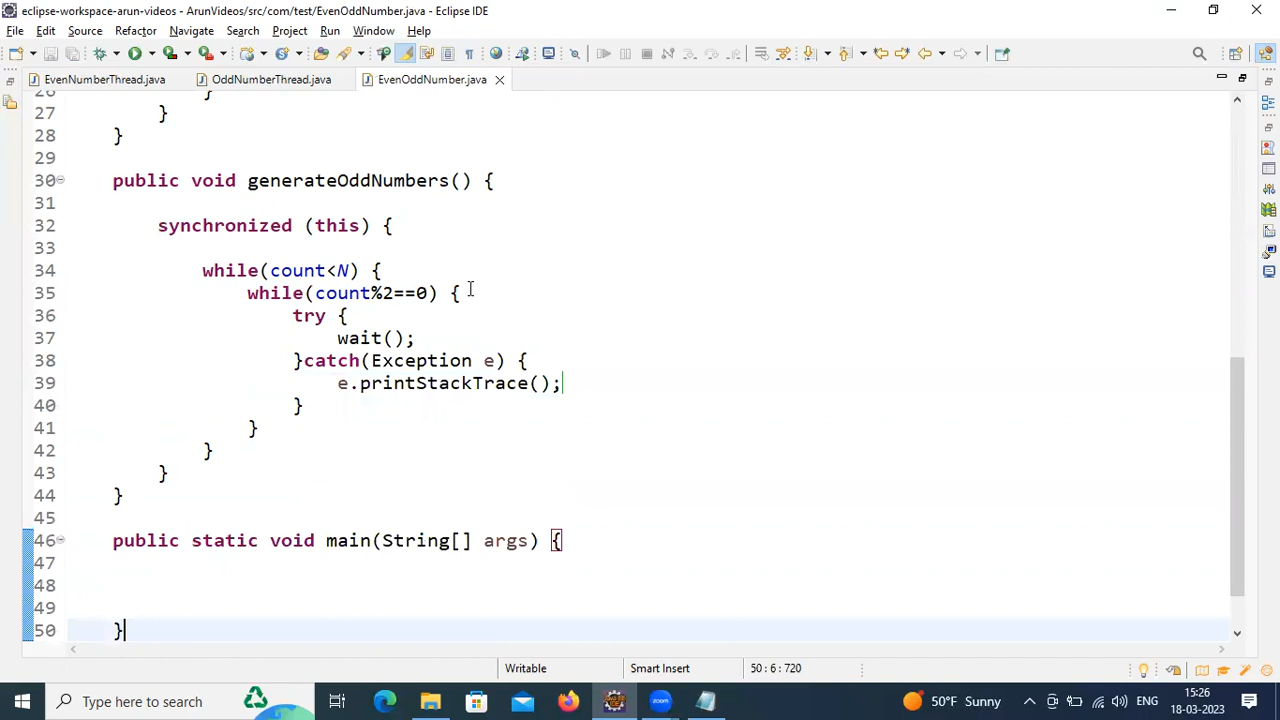 eclipse-workspace-arun-videos - ArunVideos/src/com/test/EvenOddNumber.java - Eclipse IDE
File Edit Source Refactor Navigate Search Project Run Window Help
EvenNumberThread.java OddNumberThread.java EvenOddNumber.java
26 }
27 }
28 }
29
30 public void generateOddNumbers() {
31
32 synchronized (this) {
33
34 while(count<N) {
35 while(count%2==0) {
36 try {
37 wait();
38 }catch(Exception e) {
39 e.printStackTrace();
40 }
41 }
42 }
43 }
44 }
45
46 public static void main(String[] args) {
47
48
49
50 }
Writable Smart Insert 50 : 6 : 720
Type here to search zoom 50°F Sunny ENG 15:26
18-03-2023